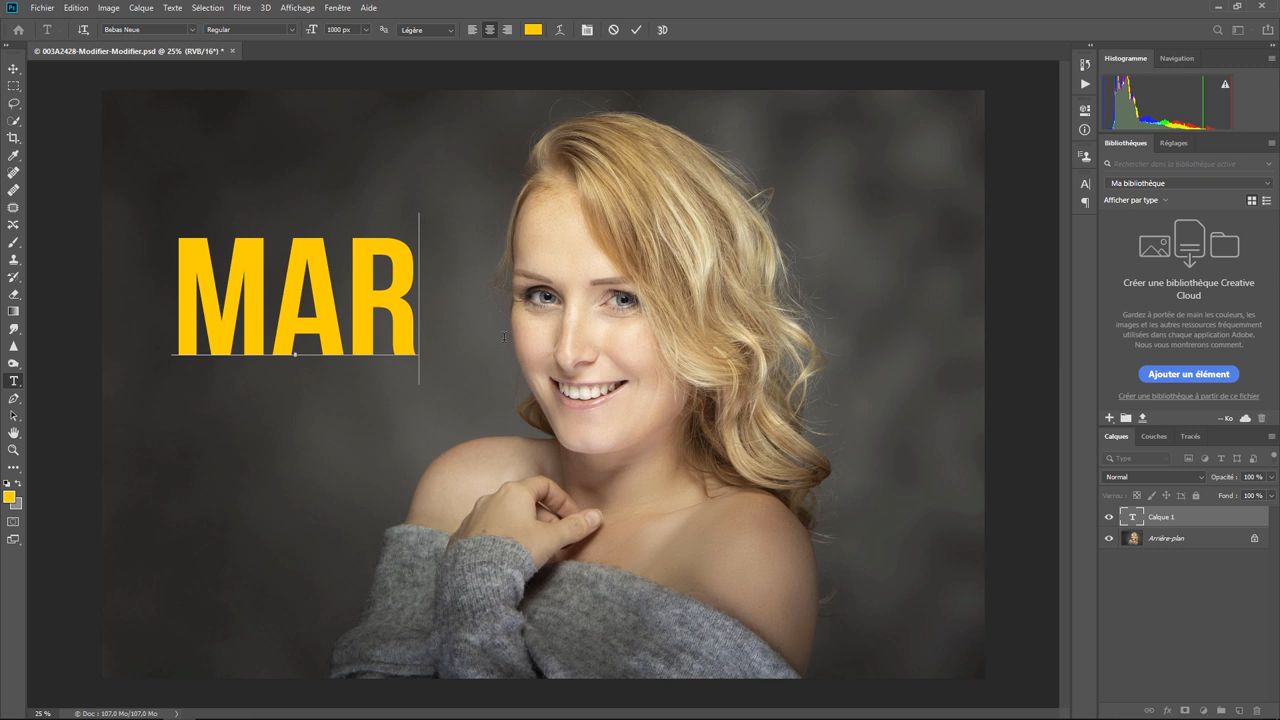 Ps Fichier Edition Image Calque Texte Sélection Filtre 3D Affichage Fenêtre Aide
Bebas Neue Regular 1000 px Légère 3D
© 003A2428-Modifier-Modifier.psd @ 25% (RVB/16*) * ×
MAR
Histogramme Navigation
Bibliothèques Réglages
Rechercher dans la bibliothèque active
Ma bibliothèque
Afficher par type
Créer une bibliothèque Creative
Cloud
Gardez à portée de main les couleurs, les
images et les autres ressources fréquemment
utilisées dans chaque application Adobe.
Nous vous montrerons comment.
Ajouter un élément
Créer une bibliothèque à partir de ce fichier
-- Ko
Calques Couches Tracés
Type
Normal Opacité : 100 %
Verrou : Fond : 100 %
T Calque 1
Arrière-plan
25 % © Doc : 107,0 Mo/107,0 Mo